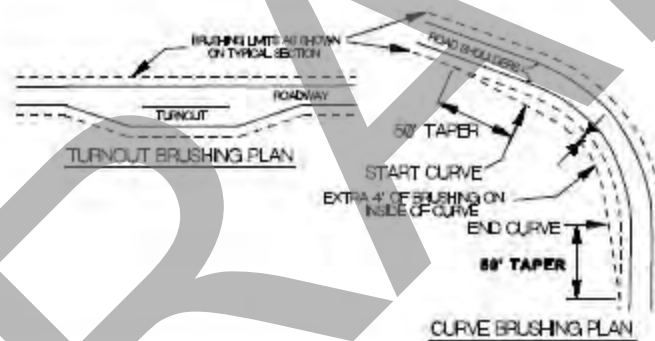 BRUSHING LIMITS AS SHOWN
ON TYPICAL SECTION
ROAD SHOULDERS
ROADWAY
TURNOUT
TURNOUT BRUSHING PLAN
50' TAPER
START CURVE
EXTRA 4' OF BRUSHING ON
INSIDE OF CURVE
END CURVE
50' TAPER
CURVE BRUSHING PLAN